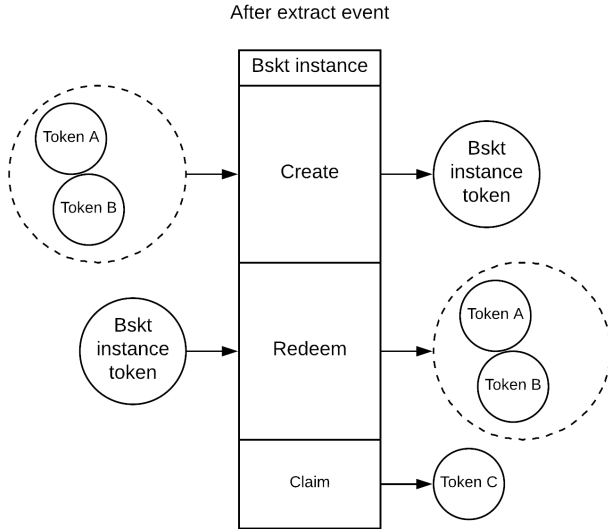 After extract event
Bskt instance
Token A
Token B
Create
Bskt
instance
token
Bskt
instance
token
Redeem
Token A
Token B
Claim
Token C